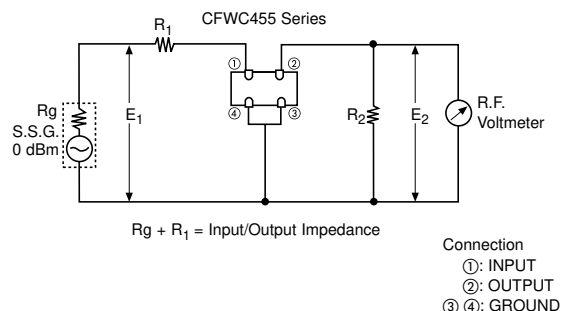 CFWC455 Series
R1
① ②
④ ③
Rg
S.S.G.
0 dBm
E1
R2
E2
R.F.
Voltmeter
Rg + R1 = Input/Output Impedance
Connection
①: INPUT
②: OUTPUT
③ ④: GROUND